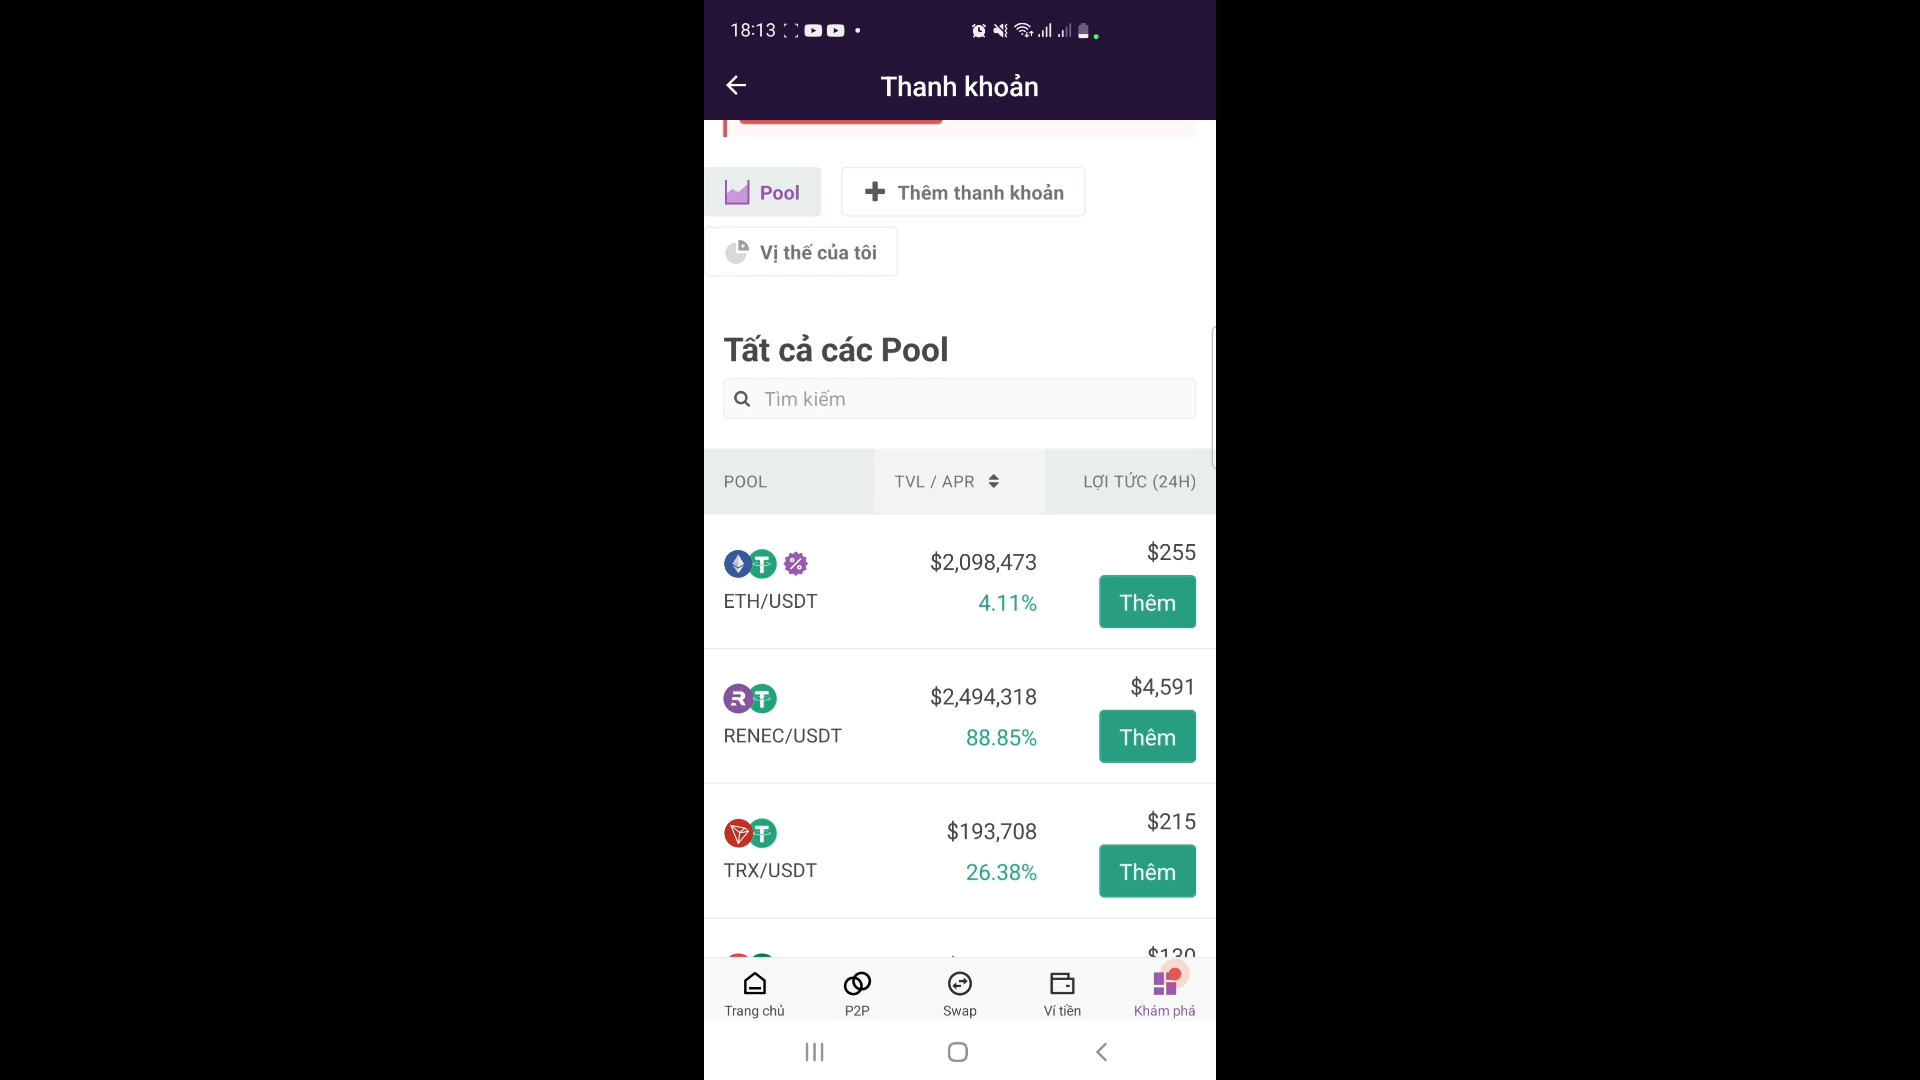 18:13
Thanh khoản
Pool
Thêm thanh khoản
Vị thế của tôi
Tất cả các Pool
Tìm kiếm
POOL
TVL / APR
LỢI TỨC (24H)
$2,098,473
$255
ETH/USDT
4.11%
Thêm
$2,494,318
$4,591
RENEC/USDT
88.85%
Thêm
$193,708
$215
TRX/USDT
26.38%
Thêm
$130
Trang chủ
P2P
Swap
Ví tiền
Khám phá